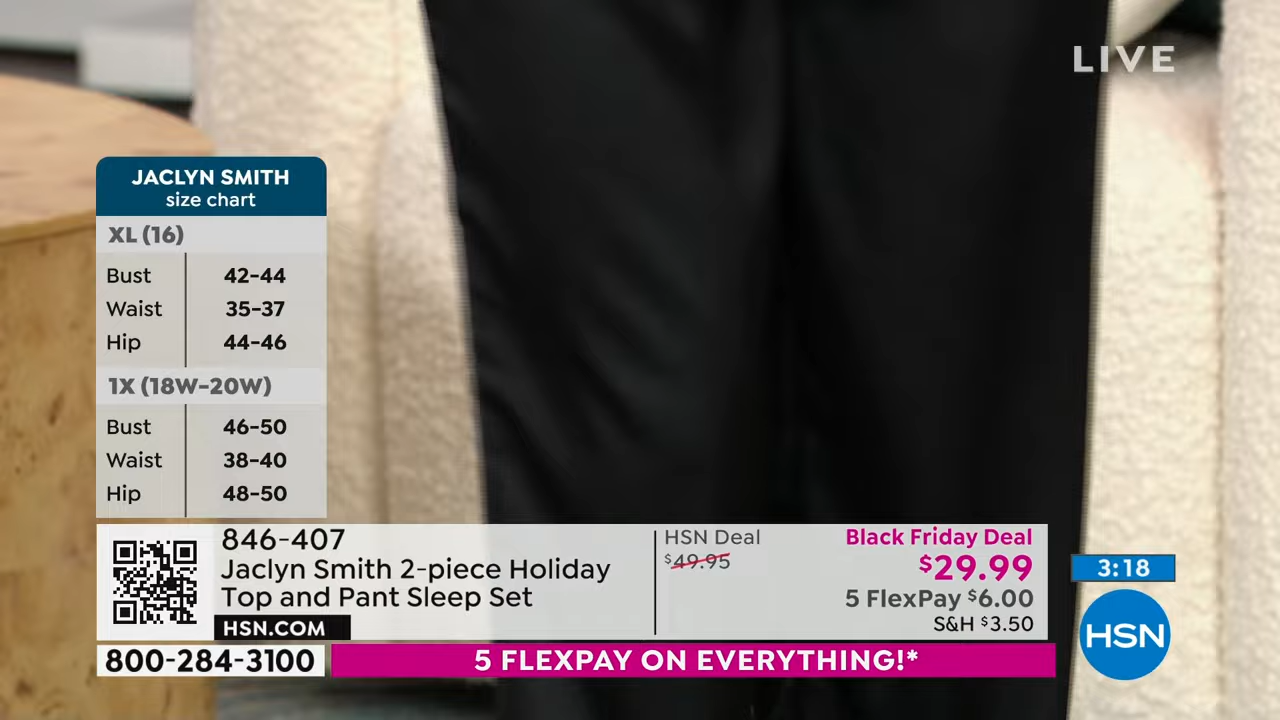 LIVE
JACLYN SMITH
size chart
XL (16)
Bust 42-44
Waist 35-37
Hip 44-46
1X (18W-20W)
Bust 46-50
Waist 38-40
Hip 48-50
846-407
Jaclyn Smith 2-piece Holiday
Top and Pant Sleep Set
HSN.COM
HSN Deal
$49.95
Black Friday Deal
$29.99
5 FlexPay $6.00
S&H $3.50
3:18
HSN
800-284-3100
5 FLEXPAY ON EVERYTHING!*